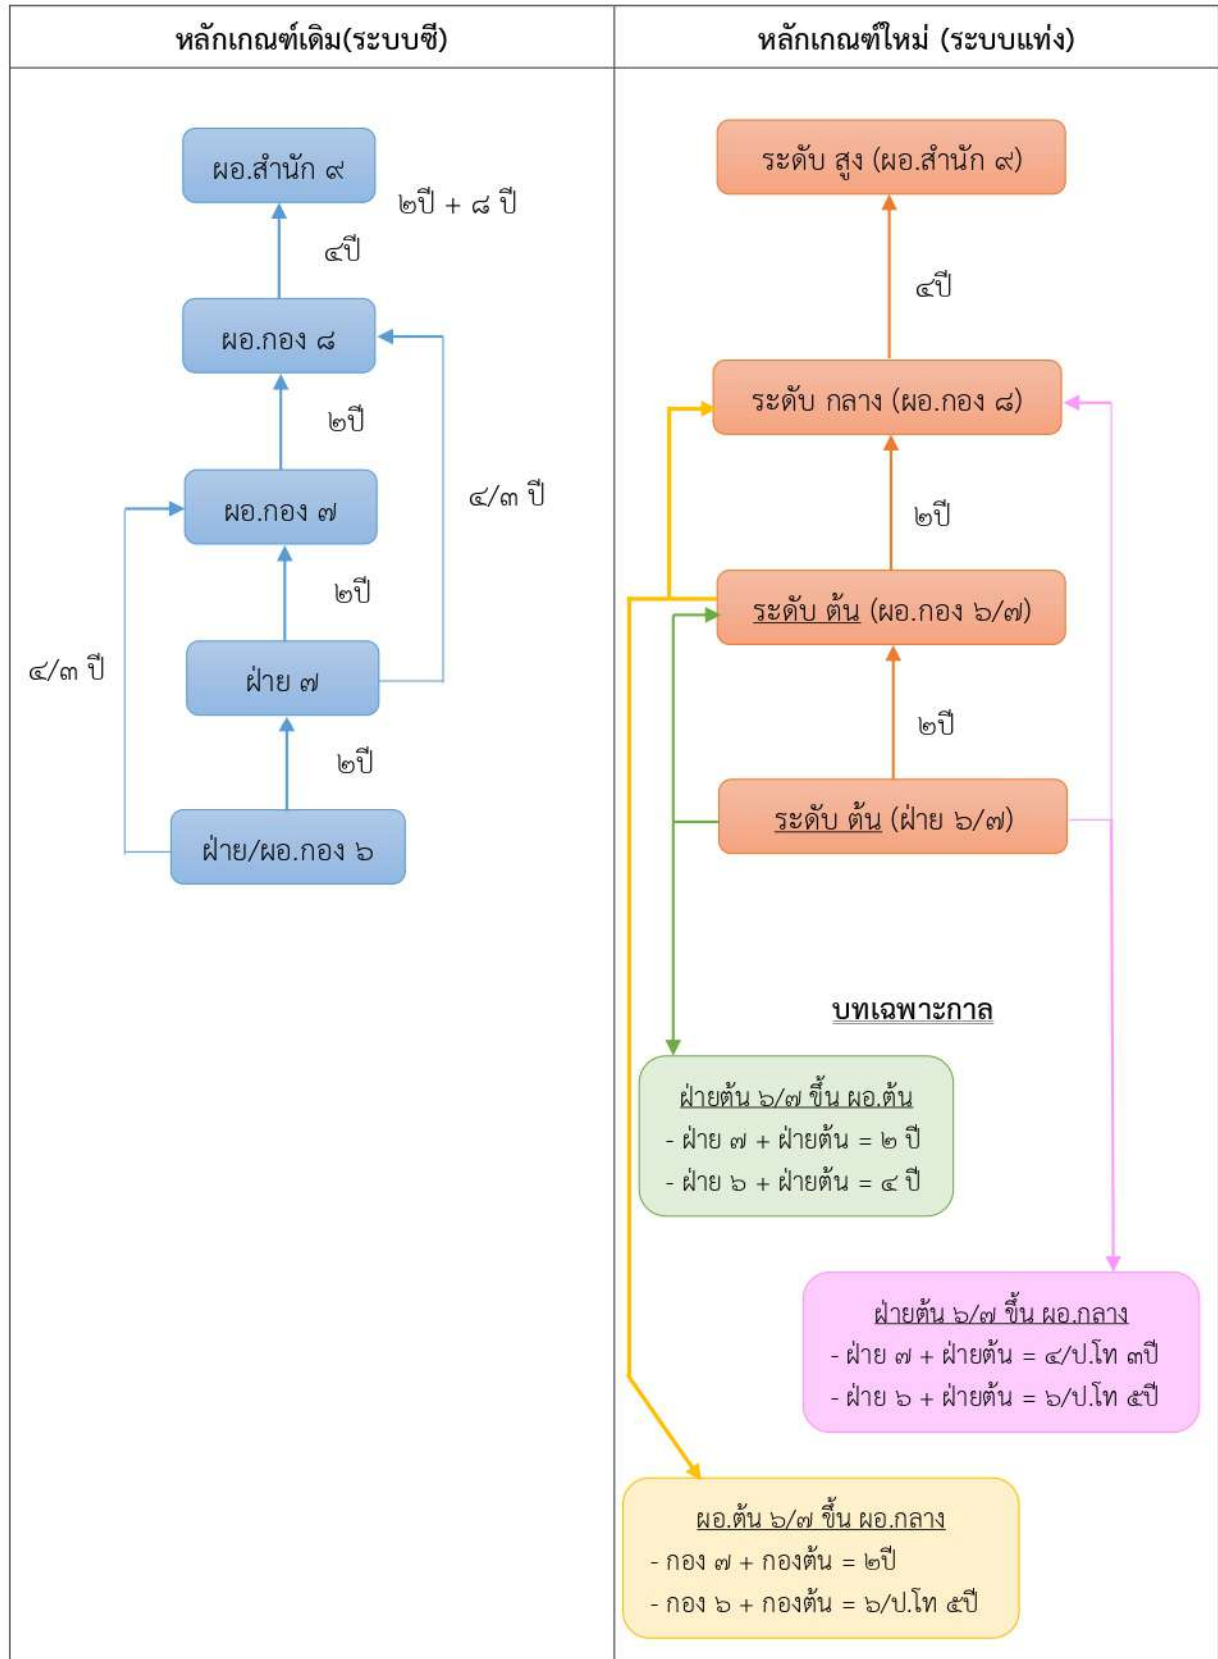 หลักเกณฑ์เดิม(ระบบซี)
ผอ.สำนัก ๙
๒ปี + ๘ ปี
๔ปี
ผอ.กอง ๘
๒ปี
๔/๓ ปี
ผอ.กอง ๗
๒ปี
๔/๓ ปี
ฝ่าย ๗
๒ปี
ฝ่าย/ผอ.กอง ๖
หลักเกณฑ์ใหม่ (ระบบแท่ง)
ระดับ สูง (ผอ.สำนัก ๙)
๔ปี
ระดับ กลาง (ผอ.กอง ๘)
๒ปี
ระดับ ต้น (ผอ.กอง ๖/๗)
๒ปี
ระดับ ต้น (ฝ่าย ๖/๗)
บทเฉพาะกาล
ฝ่ายต้น ๖/๗ ขึ้น ผอ.ต้น
- ฝ่าย ๗ + ฝ่ายต้น = ๒ ปี
- ฝ่าย ๖ + ฝ่ายต้น = ๔ ปี
ฝ่ายต้น ๖/๗ ขึ้น ผอ.กลาง
- ฝ่าย ๗ + ฝ่ายต้น = ๔/ป.โท ๓ปี
- ฝ่าย ๖ + ฝ่ายต้น = ๖/ป.โท ๕ปี
ผอ.ต้น ๖/๗ ขึ้น ผอ.กลาง
- กอง ๗ + กองต้น = ๒ปี
- กอง ๖ + กองต้น = ๖/ป.โท ๕ปี